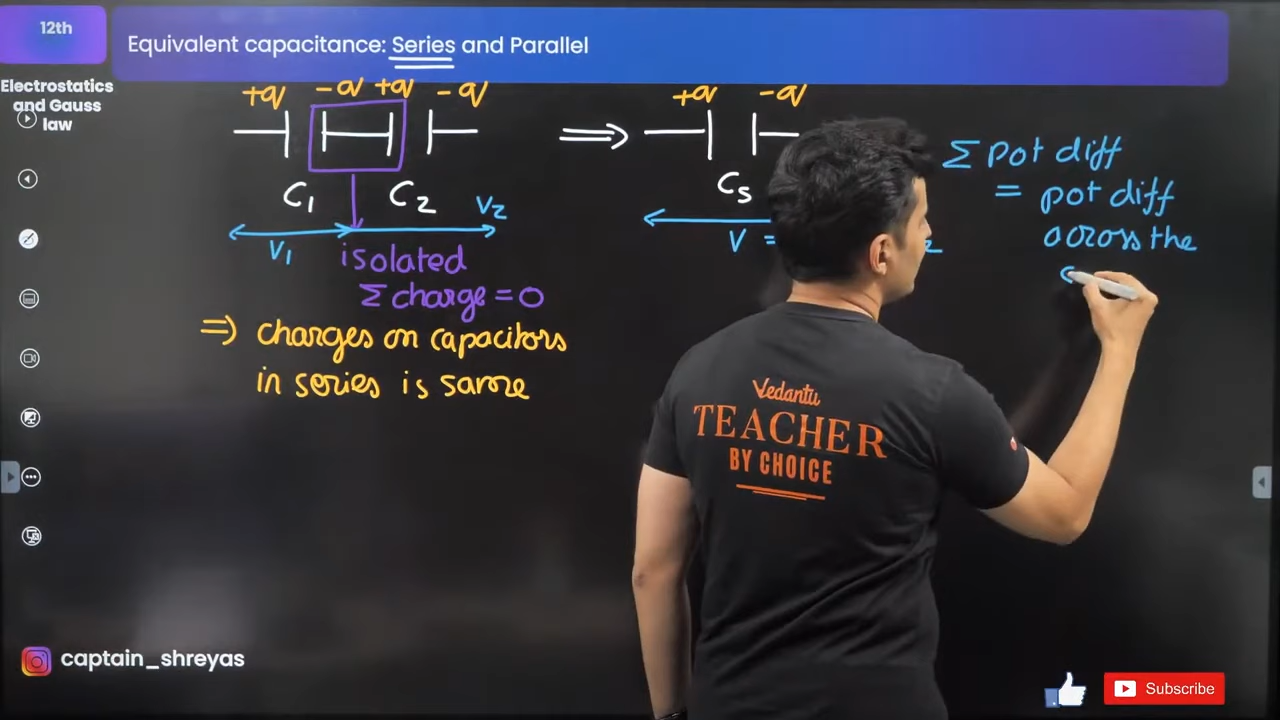 12th
Equivalent capacitance: Series and Parallel
Electrostatics
and Gauss
law
+q -q +q -q
+q -q
C1 C2
Cs
V1 V2
V =
isolated
Σ charge = 0
⇒ charges on capacitors
in series is same
Σ pot diff
= pot diff
across the
Vedantu
TEACHER
BY CHOICE
captain_shreyas
Subscribe